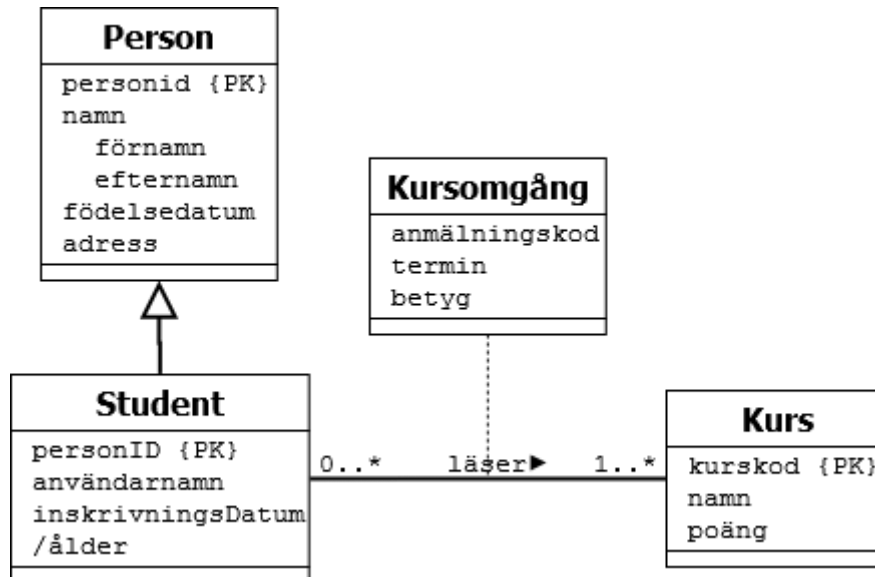 Person
personid {PK}
namn
förnamn
efternamn
födelsedatum
adress
Kursomgång
anmälningskod
termin
betyg
Student
personID {PK}
användarnamn
inskrivningsDatum
/ålder
0..* läser► 1..*
Kurs
kurskod {PK}
namn
poäng